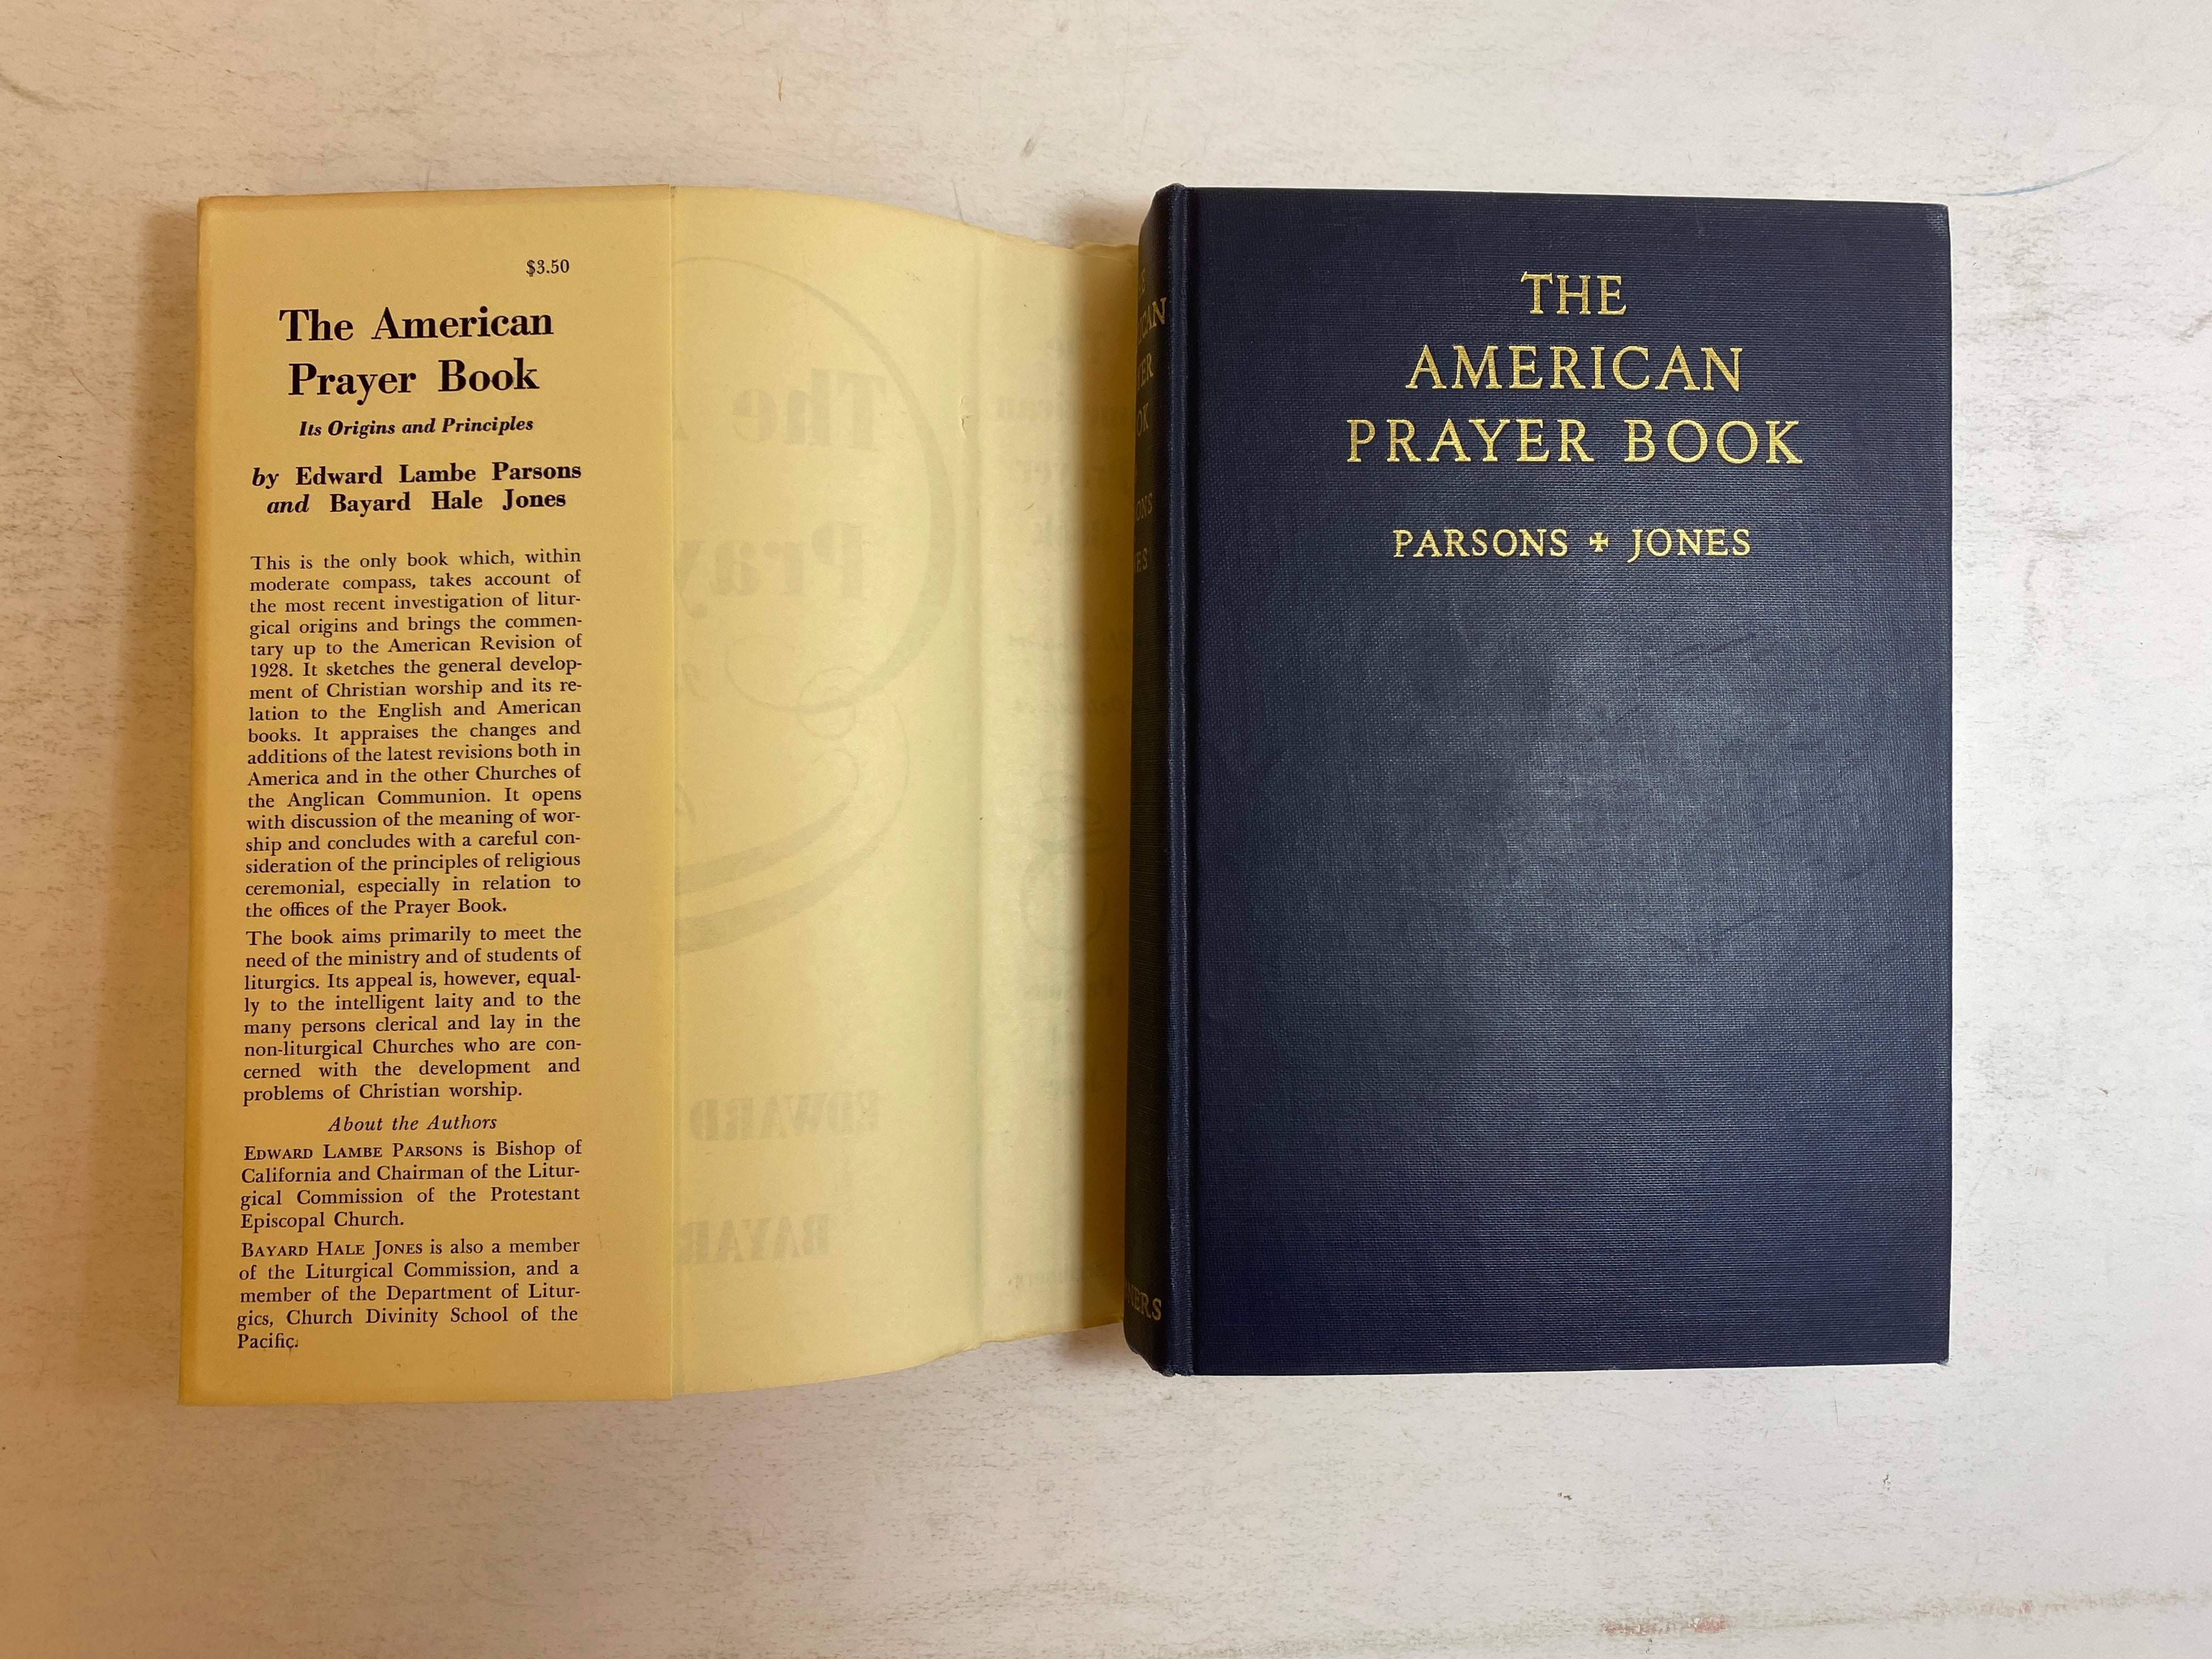 $3.50
The American
Prayer Book
Its Origins and Principles
by Edward Lambe Parsons
and Bayard Hale Jones
This is the only book which, within
moderate compass, takes account of
the most recent investigation of litur-
gical origins and brings the commen-
tary up to the American Revision of
1928. It sketches the general develop-
ment of Christian worship and its re-
lation to the English and American
books. It appraises the changes and
additions of the latest revisions both in
America and in the other Churches of
the Anglican Communion. It opens
with discussion of the meaning of wor-
ship and concludes with a careful con-
sideration of the principles of religious
ceremonial, especially in relation to
the offices of the Prayer Book.
The book aims primarily to meet the
need of the ministry and of students of
liturgics. Its appeal is, however, equal-
ly to the intelligent laity and to the
many persons clerical and lay in the
non-liturgical Churches who are con-
cerned with the development and
problems of Christian worship.
About the Authors
EDWARD LAMBE PARSONS is Bishop of
California and Chairman of the Litur-
gical Commission of the Protestant
Episcopal Church.
BAYARD HALE JONES is also a member
of the Liturgical Commission, and a
member of the Department of Litur-
gics, Church Divinity School of the
Pacific.
THE
AMERICAN
PRAYER BOOK
PARSONS + JONES